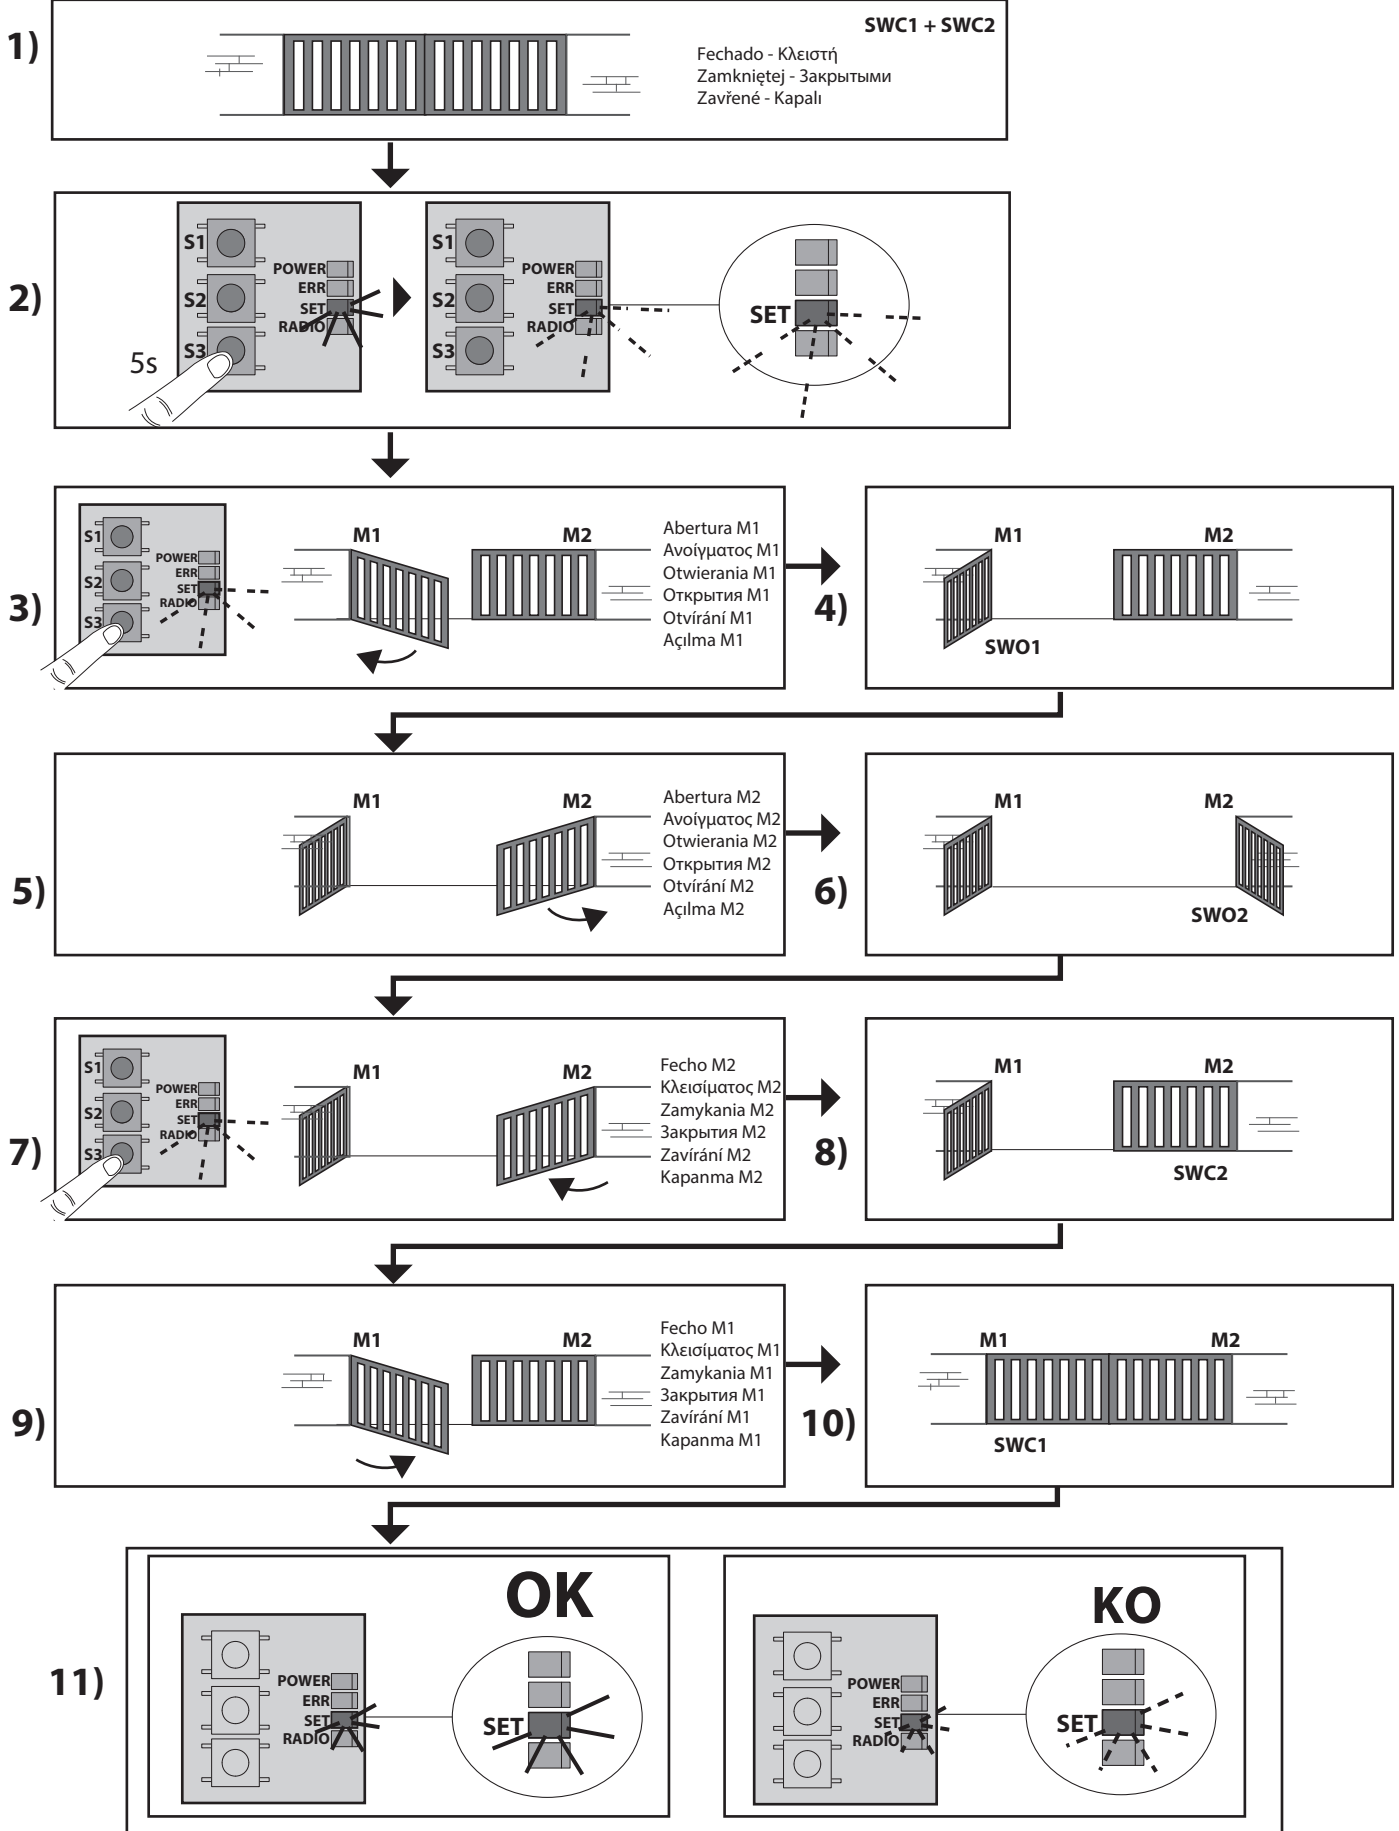 1)
SWC1 + SWC2
Fechado - Κλειστή
Zamkniętej - Закрытыми
Zavřené - Kapalı
2)
S1
S2
S3
POWER
ERR
SET
RADIO
5s
S1
S2
S3
POWER
ERR
SET
RADIO
SET
3)
S1
S2
S3
POWER
ERR
SET
RADIO
M1
M2
Abertura M1
Ανοίγματος M1
Otwierania M1
Открытия M1
Otvírání M1
Açılma M1
4)
M1
M2
SWO1
5)
M1
M2
Abertura M2
Ανοίγματος M2
Otwierania M2
Открытия M2
Otvírání M2
Açılma M2
6)
M1
M2
SWO2
7)
S1
S2
S3
POWER
ERR
SET
RADIO
M1
M2
Fecho M2
Κλεισίματος M2
Zamykania M2
Закрытия M2
Zavírání M2
Kapanma M2
8)
M1
M2
SWC2
9)
M1
M2
Fecho M1
Κλεισίματος M1
Zamykania M1
Закрытия M1
Zavírání M1
Kapanma M1
10)
M1
M2
SWC1
11)
OK
POWER
ERR
SET
RADIO
SET
KO
POWER
ERR
SET
RADIO
SET